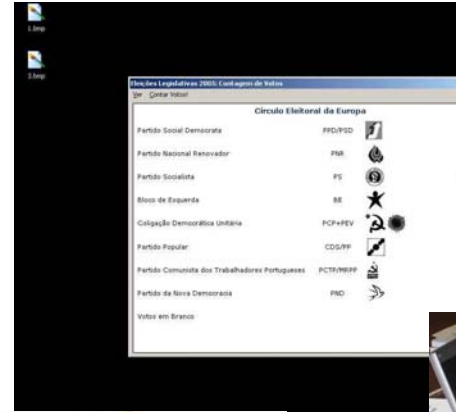 1.bmp
3.bmp
Eleições Legislativas 2005: Contagem de Votos
Ver Contar Votos!
Círculo Eleitoral da Europa
Partido Social Democrata PPD/PSD
Partido Nacional Renovador PNR
Partido Socialista PS
Bloco de Esquerda BE
Coligação Democrática Unitária PCP+PEV
Partido Popular CDS/PP
Partido Comunista dos Trabalhadores Portugueses PCTP/MRPP
Partido da Nova Democracia PND
Votos em Branco